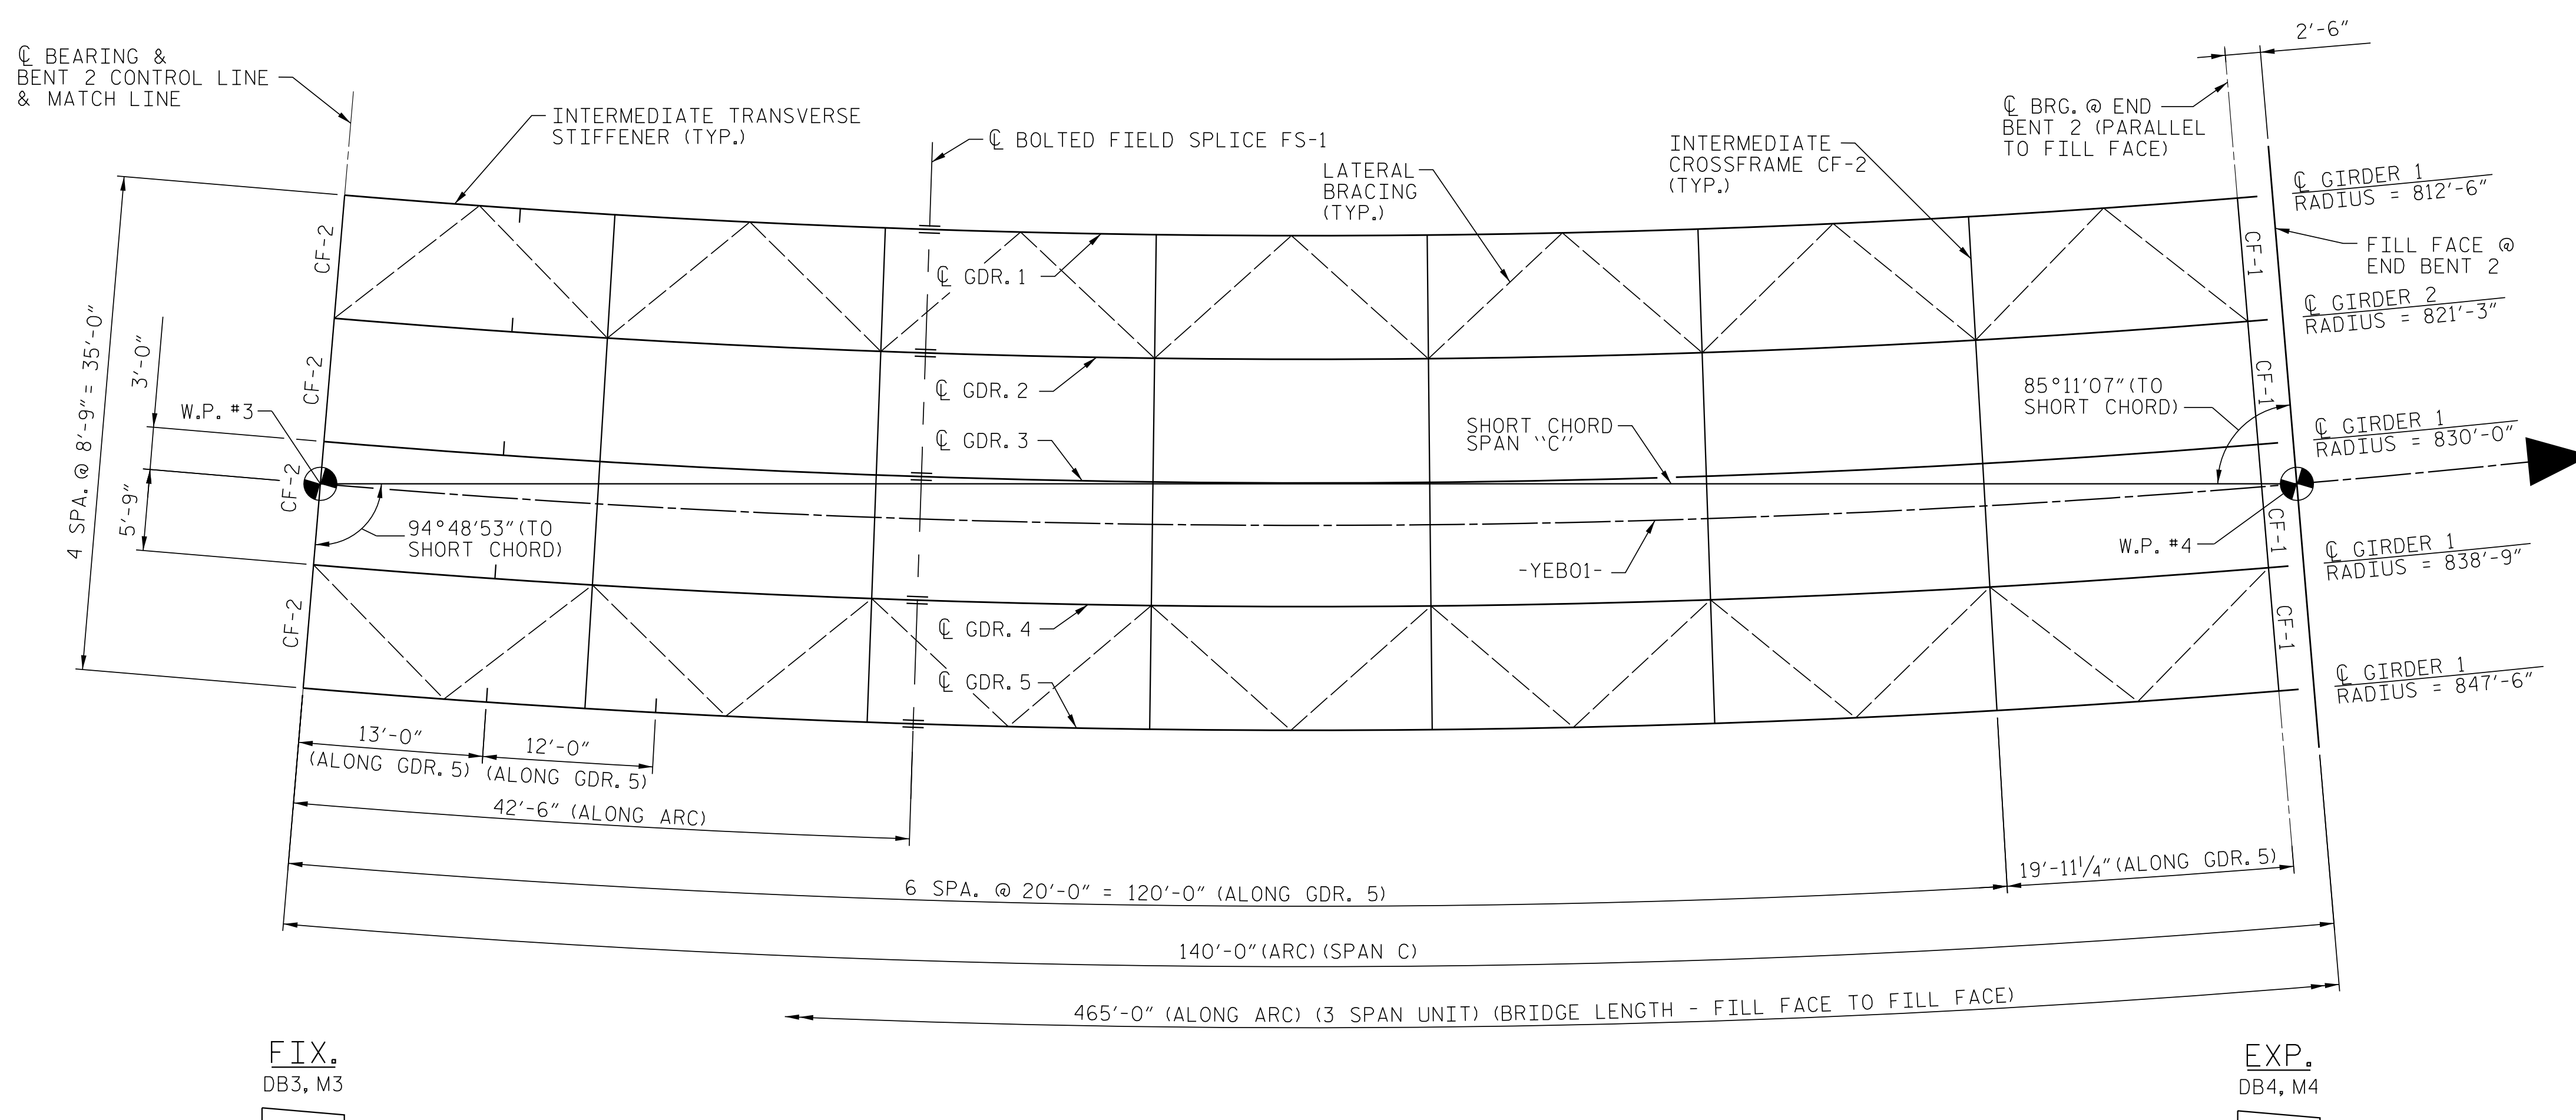 ℄ BEARING &
BENT 2 CONTROL LINE
& MATCH LINE
INTERMEDIATE TRANSVERSE
STIFFENER (TYP.)
℄ BOLTED FIELD SPLICE FS-1
LATERAL
BRACING
(TYP.)
INTERMEDIATE
CROSSFRAME CF-2
(TYP.)
℄ BRG. @ END
BENT 2 (PARALLEL
TO FILL FACE)
2'-6"
℄ GIRDER 1
RADIUS = 812'-6"
FILL FACE @
END BENT 2
℄ GIRDER 2
RADIUS = 821'-3"
℄ GIRDER 1
RADIUS = 830'-0"
℄ GIRDER 1
RADIUS = 838'-9"
℄ GIRDER 1
RADIUS = 847'-6"
CF-2
CF-2
CF-2
CF-2
CF-1
CF-1
CF-1
CF-1
4 SPA. @ 8'-9" = 35'-0"
3'-0"
5'-9"
W.P. #3
94°48'53" (TO
SHORT CHORD)
℄ GDR. 1
℄ GDR. 2
℄ GDR. 3
℄ GDR. 4
℄ GDR. 5
SHORT CHORD
SPAN "C"
85°11'07" (TO
SHORT CHORD)
-YEB01-
W.P. #4
13'-0"
(ALONG GDR. 5)
12'-0"
(ALONG GDR. 5)
42'-6" (ALONG ARC)
6 SPA. @ 20'-0" = 120'-0" (ALONG GDR. 5)
19'-11¼" (ALONG GDR. 5)
140'-0" (ARC) (SPAN C)
465'-0" (ALONG ARC) (3 SPAN UNIT) (BRIDGE LENGTH - FILL FACE TO FILL FACE)
FIX.
DB3, M3
EXP.
DB4, M4